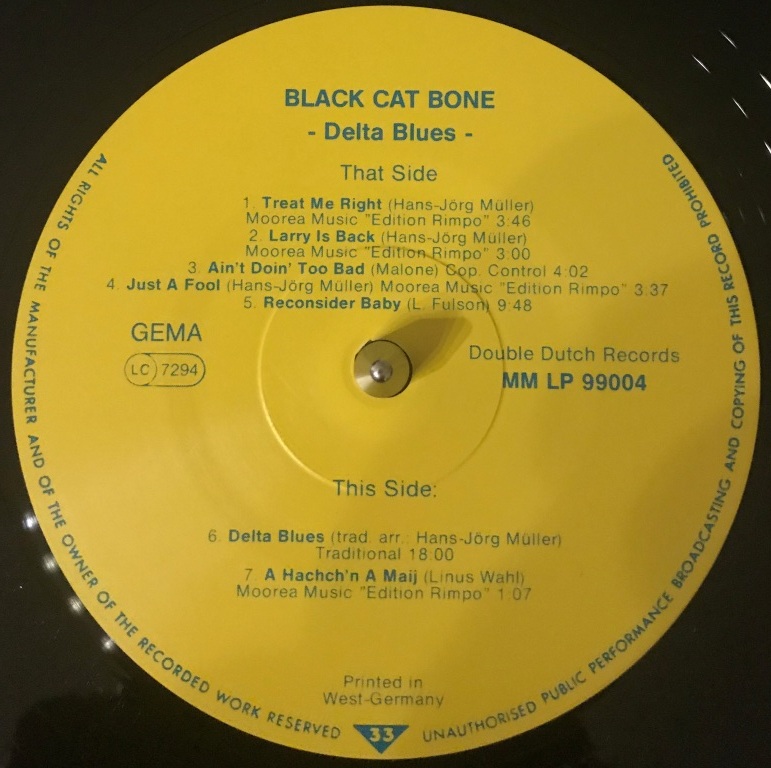 BLACK CAT BONE
- Delta Blues -
That Side
1. Treat Me Right (Hans-Jörg Müller)
Moorea Music "Edition Rimpo" 3:46
2. Larry Is Back (Hans-Jörg Müller)
Moorea Music "Edition Rimpo" 3:00
3. Ain't Doin' Too Bad (Malone) Cop. Control 4:02
4. Just A Fool (Hans-Jörg Müller) Moorea Music "Edition Rimpo" 3:37
5. Reconsider Baby (L. Fulson) 9:48
GEMA
LC 7294
Double Dutch Records
MM LP 99004
This Side:
6. Delta Blues (trad. arr.: Hans-Jörg Müller)
Traditional 18:00
7. A Hachch'n A Maij (Linus Wahl)
Moorea Music "Edition Rimpo" 1:07
Printed in
West-Germany
ALL RIGHTS OF THE MANUFACTURER AND OF THE OWNER OF THE RECORDED WORK RESERVED
33
UNAUTHORISED PUBLIC PERFORMANCE BROADCASTING AND COPYING OF THIS RECORD PROHIBITED